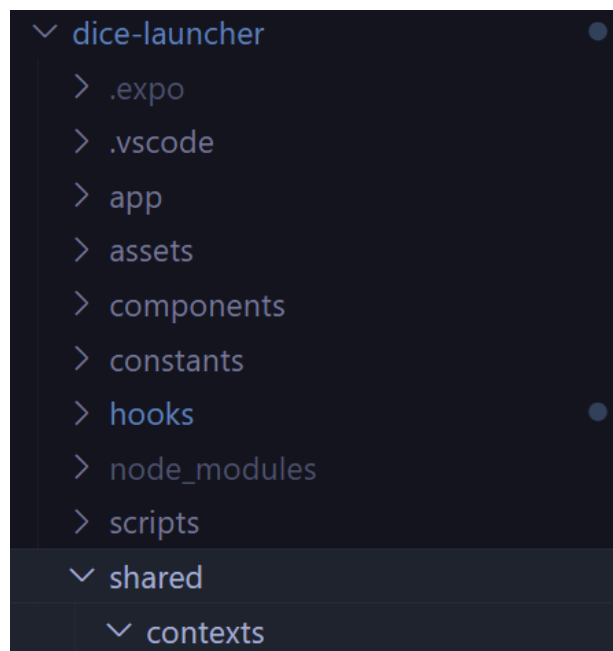 dice-launcher
.expo
.vscode
app
assets
components
constants
hooks
node_modules
scripts
shared
contexts